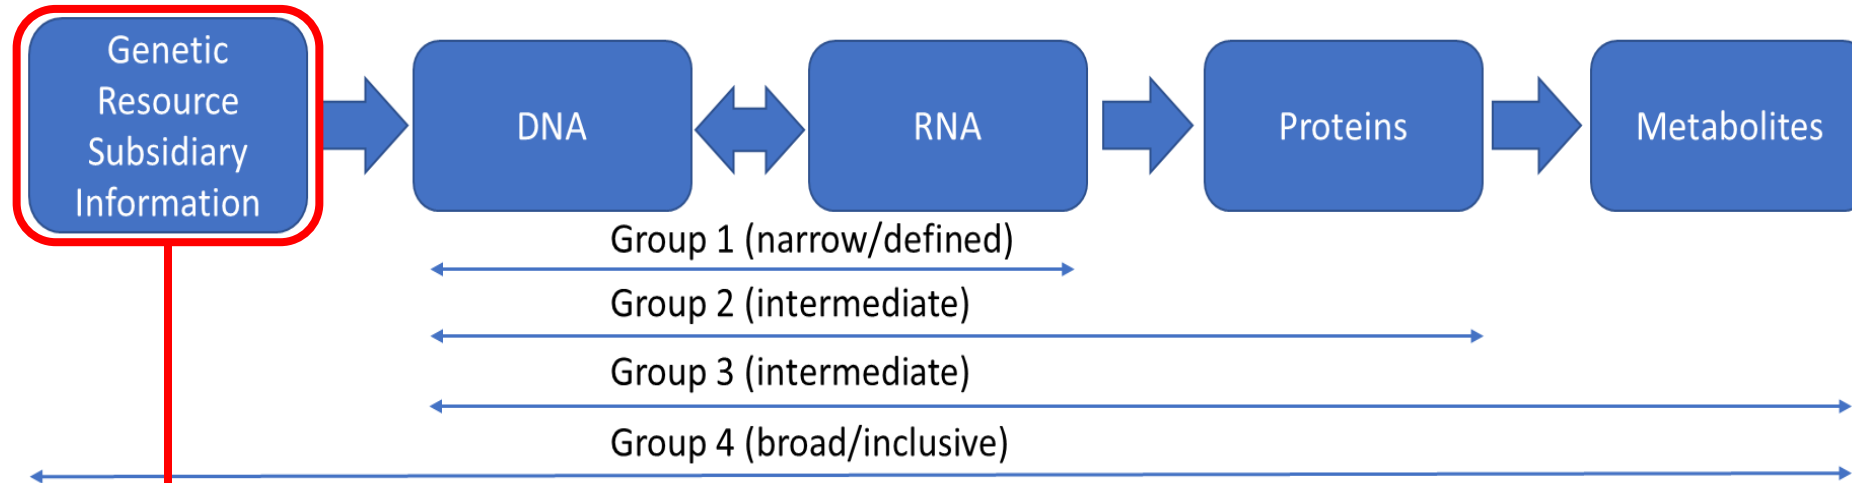 Genetic
Resource
Subsidiary
Information
DNA
RNA
Proteins
Metabolites
Group 1 (narrow/defined)
Group 2 (intermediate)
Group 3 (intermediate)
Group 4 (broad/inclusive)